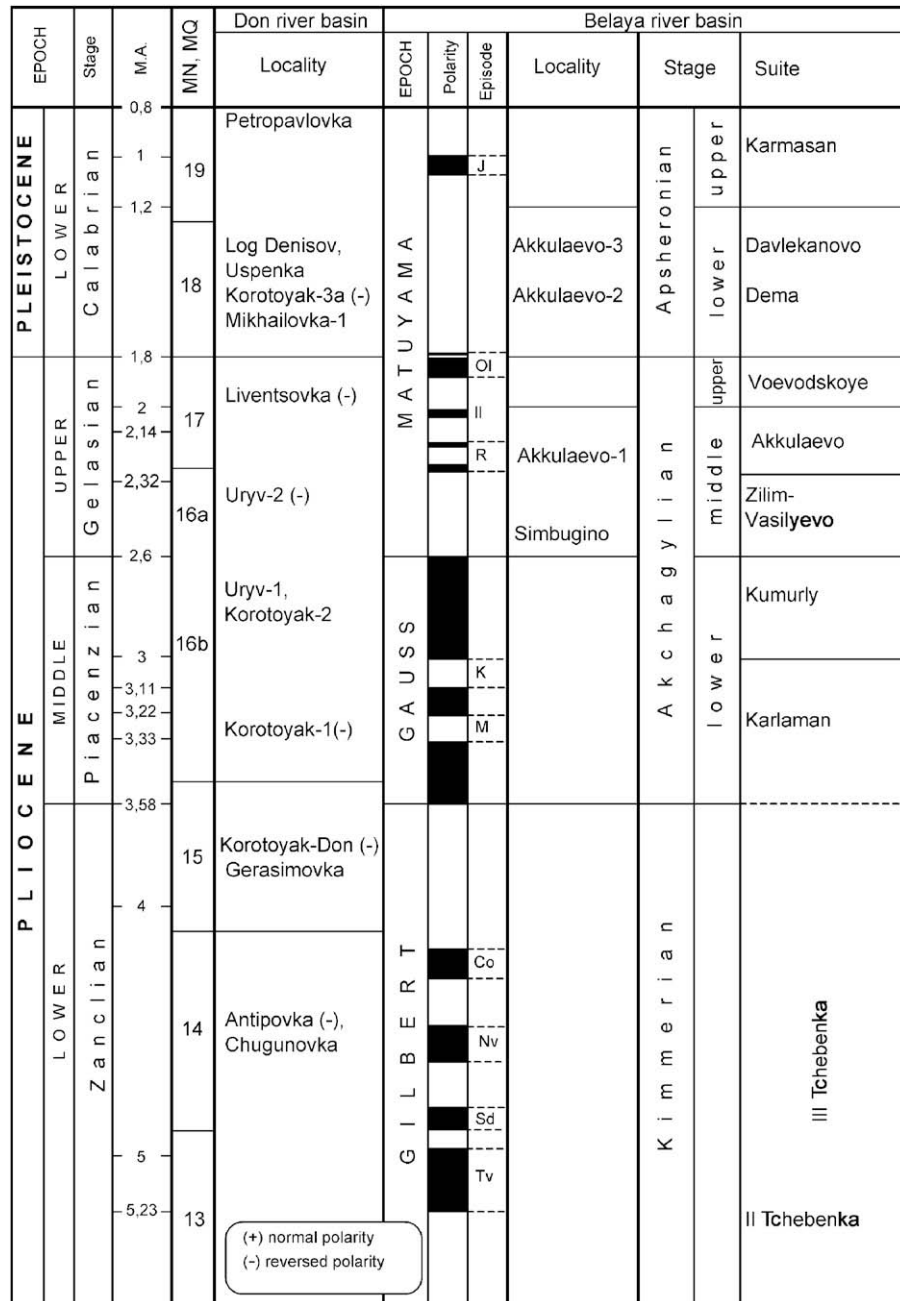 Don river basin
Belaya river basin
EPOCH
Stage
M.A.
MN, MQ
Locality
EPOCH
Polarity
Episode
Locality
Stage
Suite
PLEISTOCENE
PLIOCENE
LOWER
UPPER
MIDDLE
LOWER
Calabrian
Gelasian
Piacenzian
Zanclian
0,8
1
1,2
1,8
2
2,14
2,32
2,6
3
3,11
3,22
3,33
3,58
4
5
5,23
19
18
17
16a
16b
15
14
13
Petropavlovka
Log Denisov,
Uspenka
Korotoyak-3a (-)
Mikhailovka-1
Liventsovka (-)
Uryv-2 (-)
Uryv-1,
Korotoyak-2
Korotoyak-1(-)
Korotoyak-Don (-)
Gerasimovka
Antipovka (-),
Chugunovka
(+) normal polarity
(-) reversed polarity
MATUYAMA
GAUSS
GILBERT
J
Ol
II
R
K
M
Co
Nv
Sd
Tv
Akkulaevo-3
Akkulaevo-2
Akkulaevo-1
Simbugino
Apsheronian
Akchagylian
Kimmerian
upper
lower
upper
middle
lower
Karmasan
Davlekanovo
Dema
Voevodskoye
Akkulaevo
Zilim-
Vasilyevo
Kumurly
Karlaman
III Tchebenka
II Tchebenka